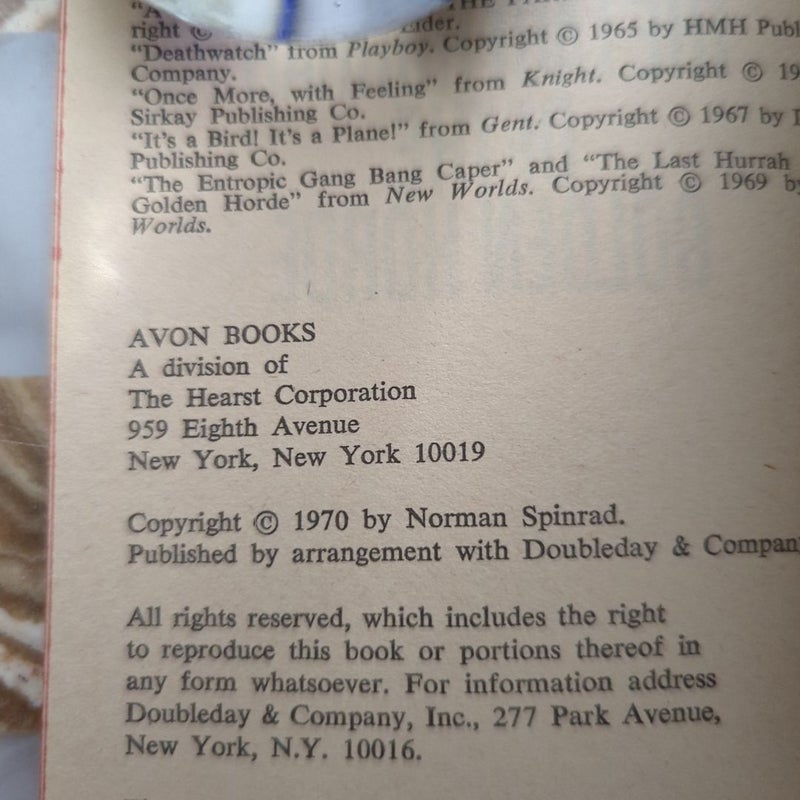 "A
right © ider.
"Deathwatch" from Playboy. Copyright © 1965 by HMH Publ
Company.
"Once More, with Feeling" from Knight. Copyright © 19
Sirkay Publishing Co.
"It's a Bird! It's a Plane!" from Gent. Copyright © 1967 by
Publishing Co.
"The Entropic Gang Bang Caper" and "The Last Hurrah
Golden Horde" from New Worlds. Copyright © 1969 by
Worlds.
AVON BOOKS
A division of
The Hearst Corporation
959 Eighth Avenue
New York, New York 10019
Copyright © 1970 by Norman Spinrad.
Published by arrangement with Doubleday & Compan
All rights reserved, which includes the right
to reproduce this book or portions thereof in
any form whatsoever. For information address
Doubleday & Company, Inc., 277 Park Avenue,
New York, N.Y. 10016.